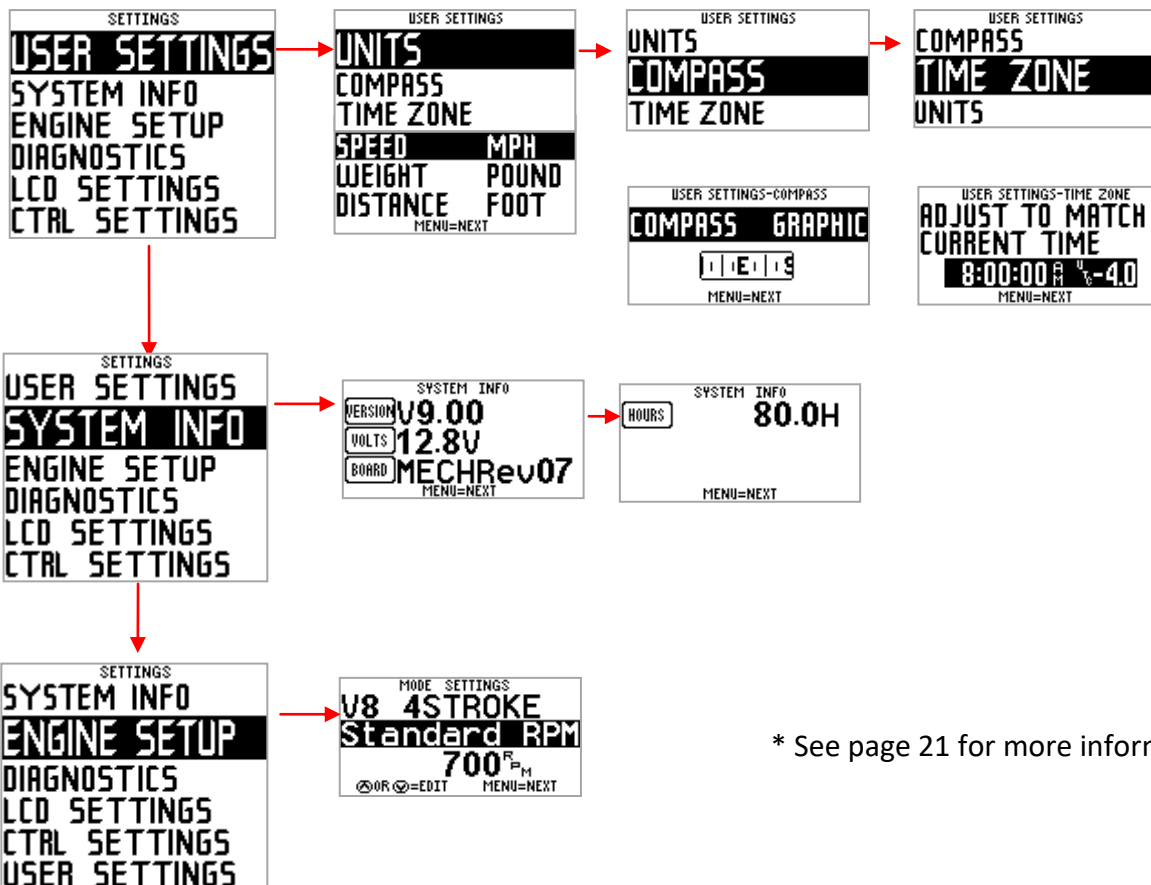 SETTINGS
USER SETTINGS
SYSTEM INFO
ENGINE SETUP
DIAGNOSTICS
LCD SETTINGS
CTRL SETTINGS
USER SETTINGS
UNITS
COMPASS
TIME ZONE
SPEED MPH
WEIGHT POUND
DISTANCE FOOT
MENU=NEXT
USER SETTINGS
UNITS
COMPASS
TIME ZONE
USER SETTINGS
COMPASS
TIME ZONE
UNITS
USER SETTINGS-COMPASS
COMPASS GRAPHIC
E S
MENU=NEXT
USER SETTINGS-TIME ZONE
ADJUST TO MATCH
CURRENT TIME
8:00:00 AM UTC-4.0
MENU=NEXT
SETTINGS
USER SETTINGS
SYSTEM INFO
ENGINE SETUP
DIAGNOSTICS
LCD SETTINGS
CTRL SETTINGS
SYSTEM INFO
VERSION V9.00
VOLTS 12.8V
BOARD MECHRev07
MENU=NEXT
SYSTEM INFO
HOURS 80.0H
MENU=NEXT
SETTINGS
SYSTEM INFO
ENGINE SETUP
DIAGNOSTICS
LCD SETTINGS
CTRL SETTINGS
USER SETTINGS
MODE SETTINGS
V8 4STROKE
Standard RPM
700 RPM
OR =EDIT MENU=NEXT
* See page 21 for more infor